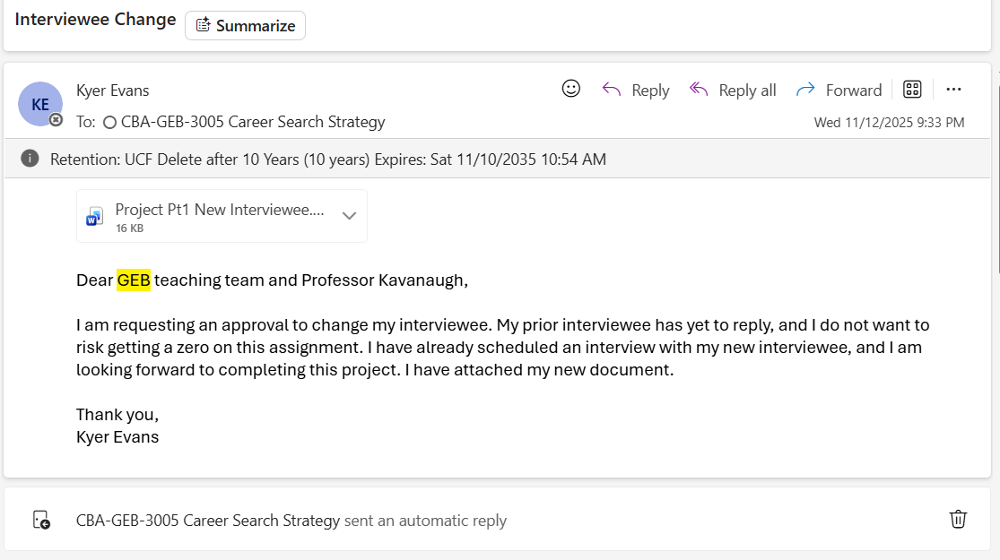 Interviewee Change
Summarize
KE
Kyer Evans
Reply
Reply all
Forward
To: CBA-GEB-3005 Career Search Strategy
Wed 11/12/2025 9:33 PM
Retention: UCF Delete after 10 Years (10 years) Expires: Sat 11/10/2035 10:54 AM
Project Pt1 New Interviewee....
16 KB
Dear GEB teaching team and Professor Kavanaugh,
I am requesting an approval to change my interviewee. My prior interviewee has yet to reply, and I do not want to
risk getting a zero on this assignment. I have already scheduled an interview with my new interviewee, and I am
looking forward to completing this project. I have attached my new document.
Thank you,
Kyer Evans
CBA-GEB-3005 Career Search Strategy sent an automatic reply